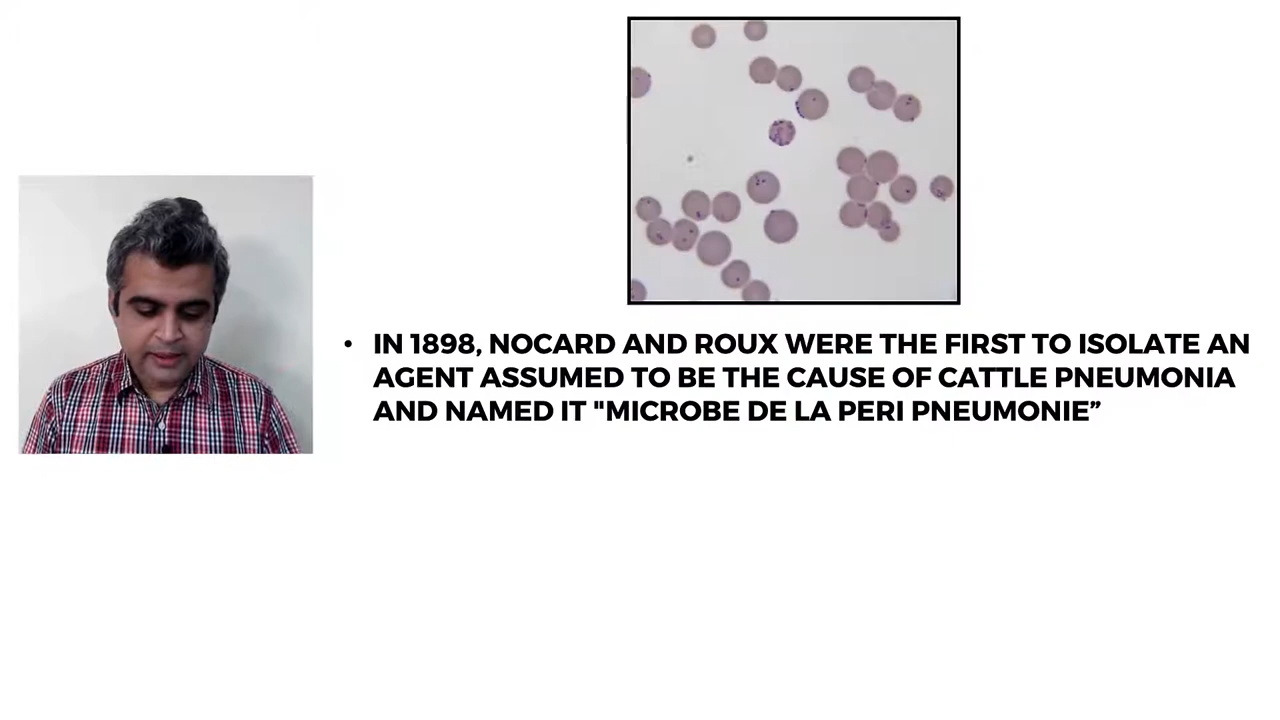 • IN 1898, NOCARD AND ROUX WERE THE FIRST TO ISOLATE AN
AGENT ASSUMED TO BE THE CAUSE OF CATTLE PNEUMONIA
AND NAMED IT "MICROBE DE LA PERI PNEUMONIE”